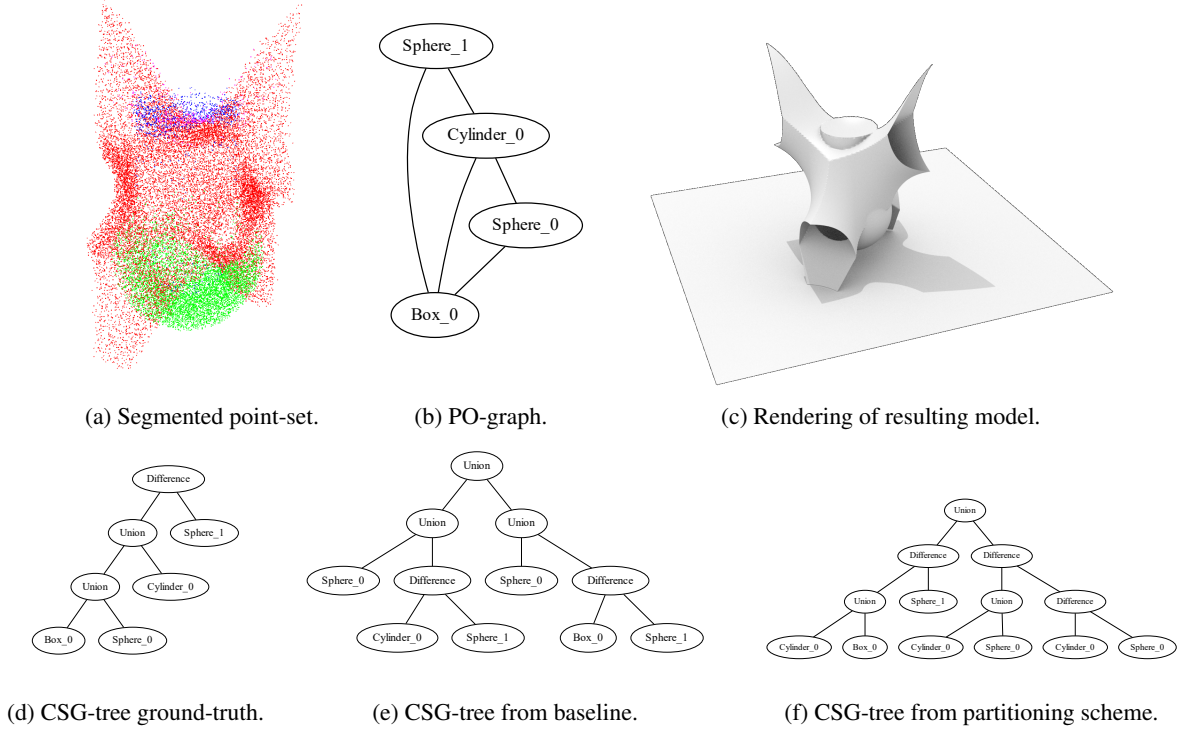 Sphere_1
Cylinder_0
Sphere_0
Box_0
(a) Segmented point-set.
(b) PO-graph.
(c) Rendering of resulting model.
Difference
Union
Sphere_1
Union
Cylinder_0
Box_0
Sphere_0
Union
Union
Union
Sphere_0
Difference
Sphere_0
Difference
Cylinder_0
Sphere_1
Box_0
Sphere_1
Union
Difference
Difference
Union
Sphere_1
Union
Difference
Cylinder_0
Box_0
Cylinder_0
Sphere_0
Cylinder_0
Sphere_0
(d) CSG-tree ground-truth.
(e) CSG-tree from baseline.
(f) CSG-tree from partitioning scheme.